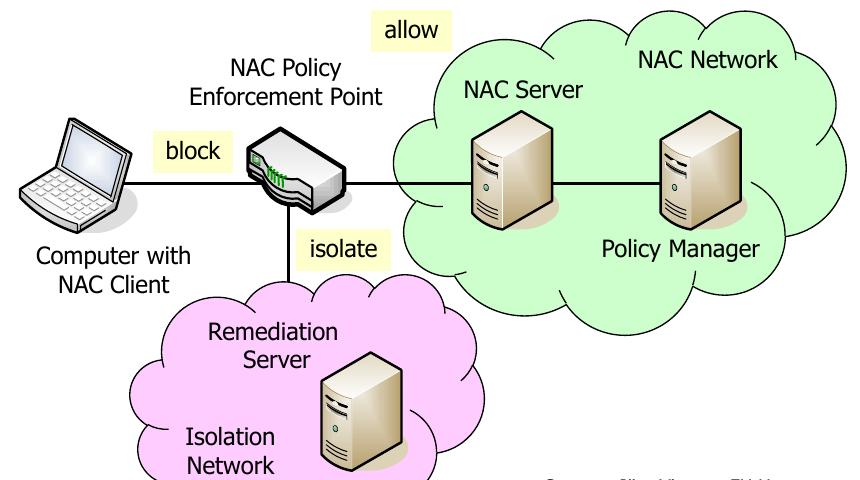 allow
NAC Policy
Enforcement Point
NAC Network
NAC Server
block
Computer with
NAC Client
isolate
Policy Manager
Remediation
Server
Isolation
Network